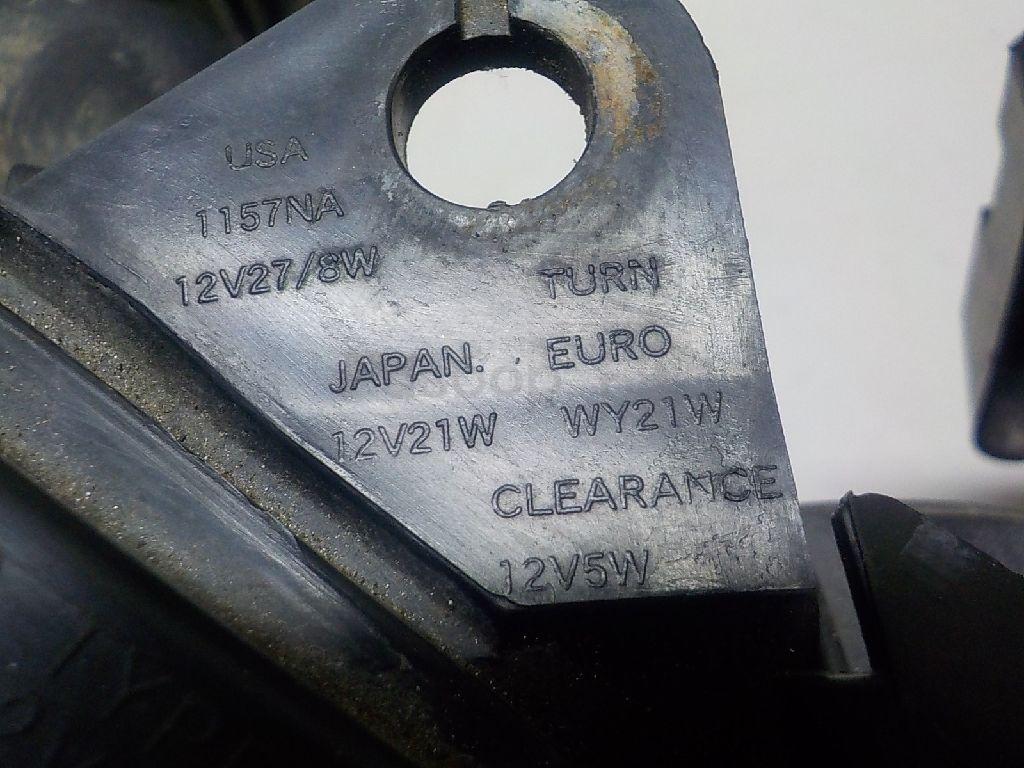 USA
1157NA
12V27/8W
TURN
JAPAN. EURO
12V21W WY21W
CLEARANCE
12V5W